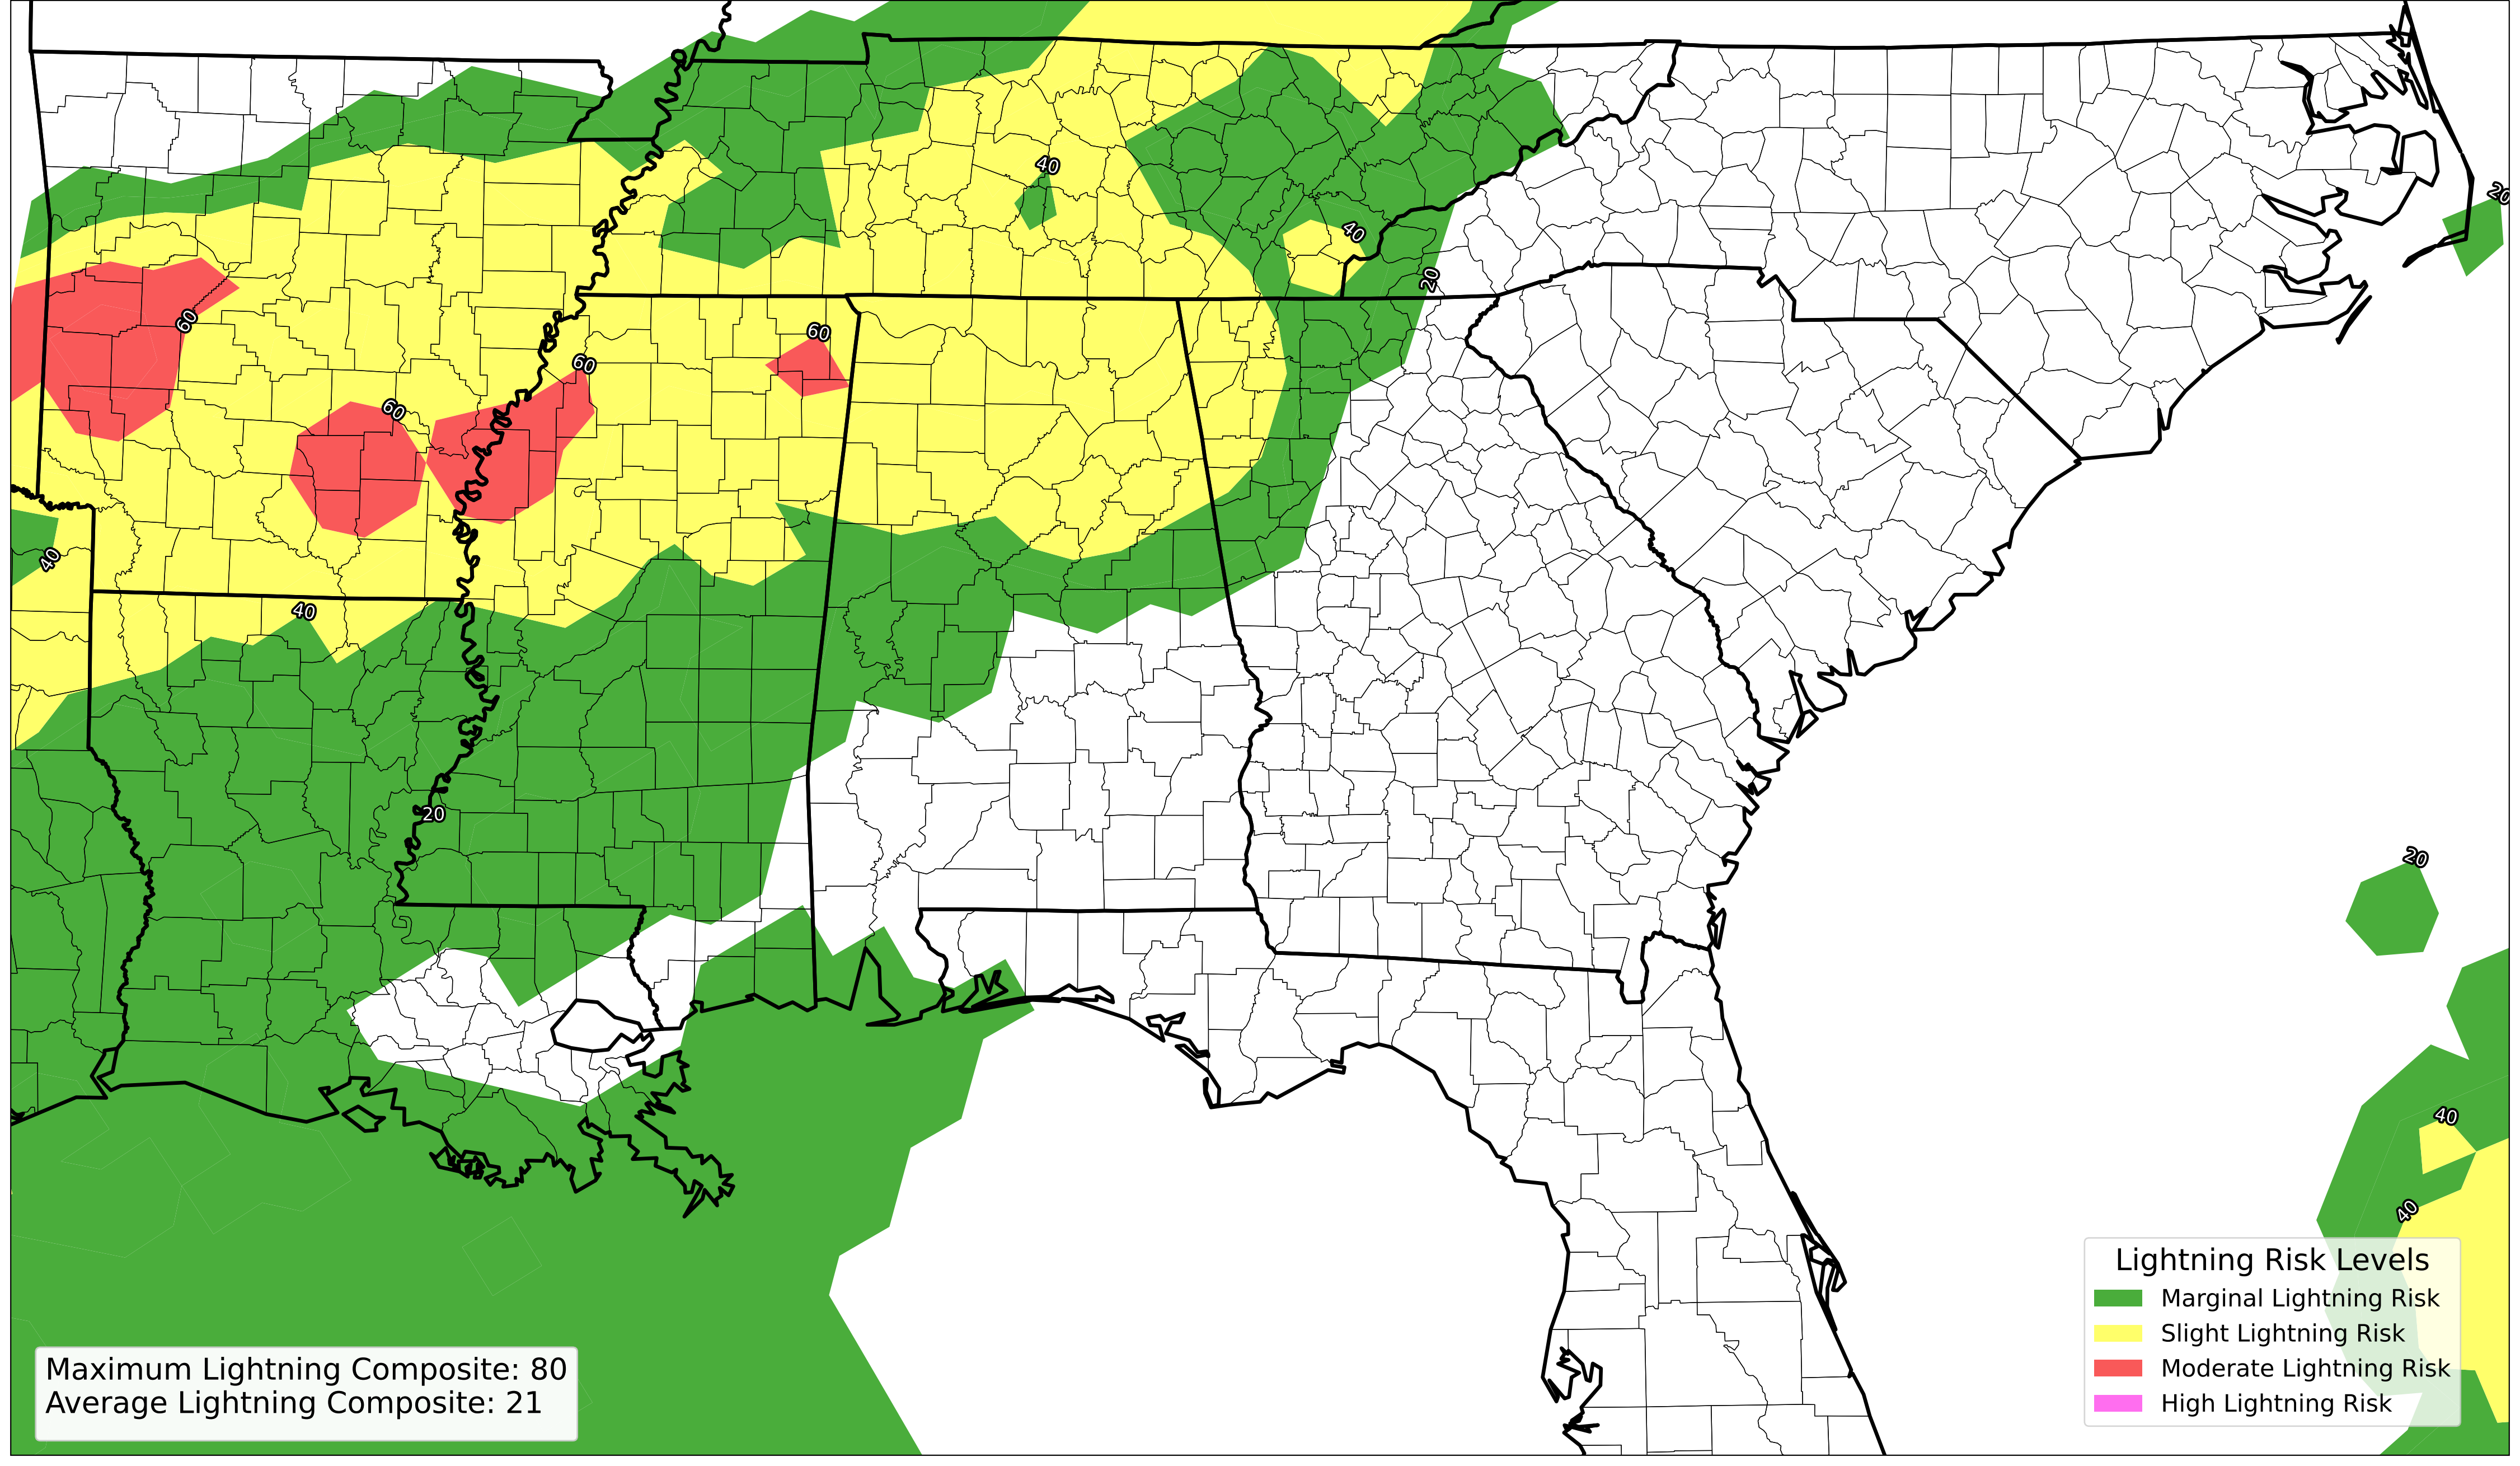 40
20
40
20
60
60
60
60
40
40
20
20
40
40
Lightning Risk Levels
Marginal Lightning Risk
Slight Lightning Risk
Moderate Lightning Risk
High Lightning Risk
Maximum Lightning Composite: 80
Average Lightning Composite: 21